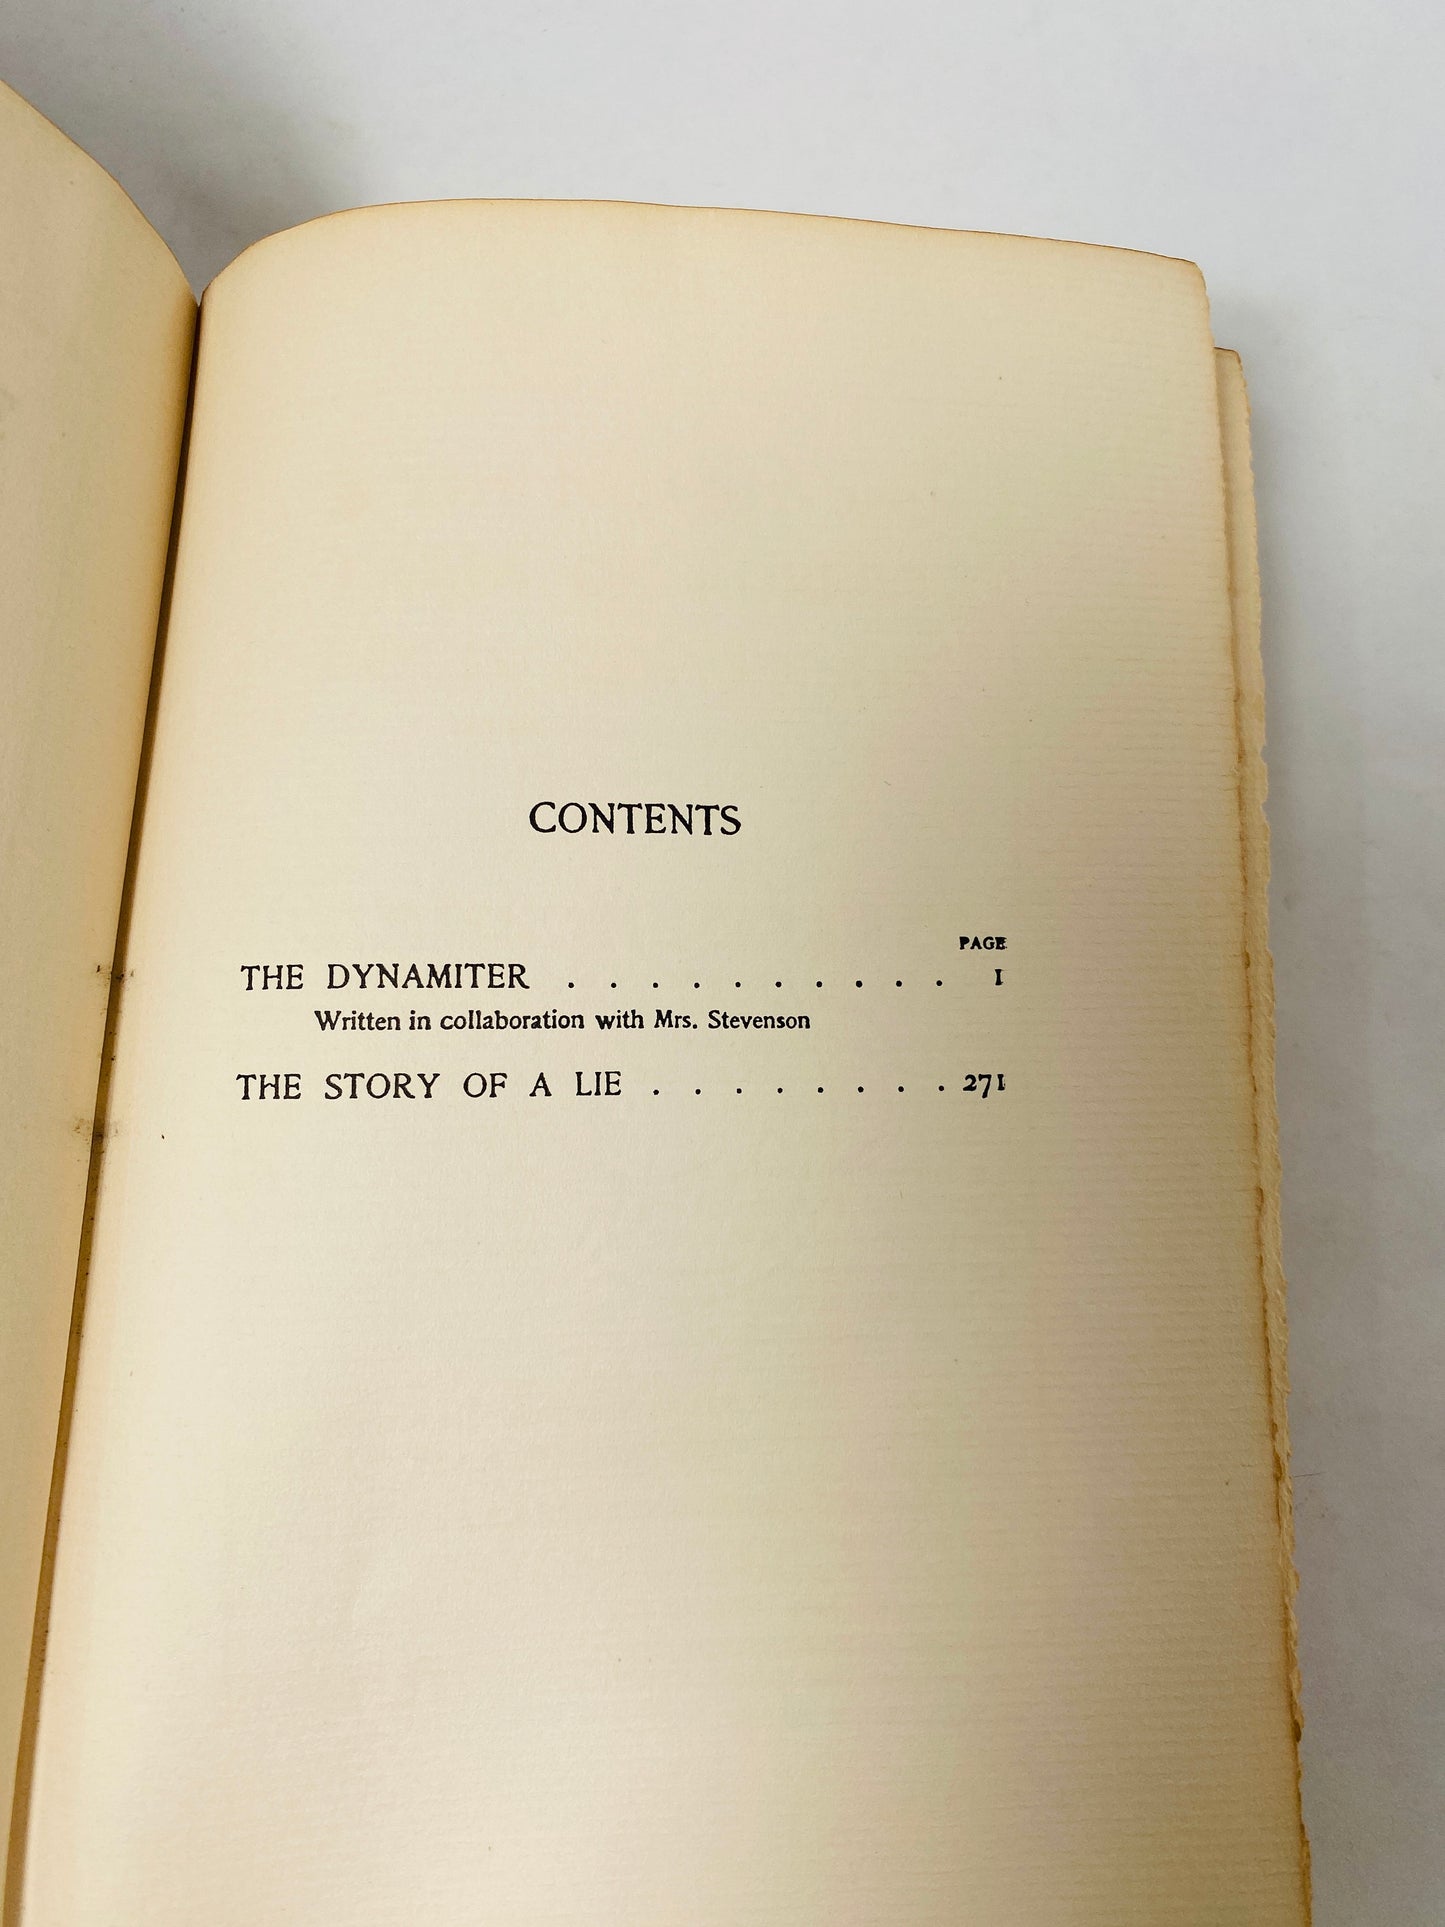 CONTENTS
PAGE
THE DYNAMITER . . . . . . . . . . 1
Written in collaboration with Mrs. Stevenson
THE STORY OF A LIE . . . . . . . . 271